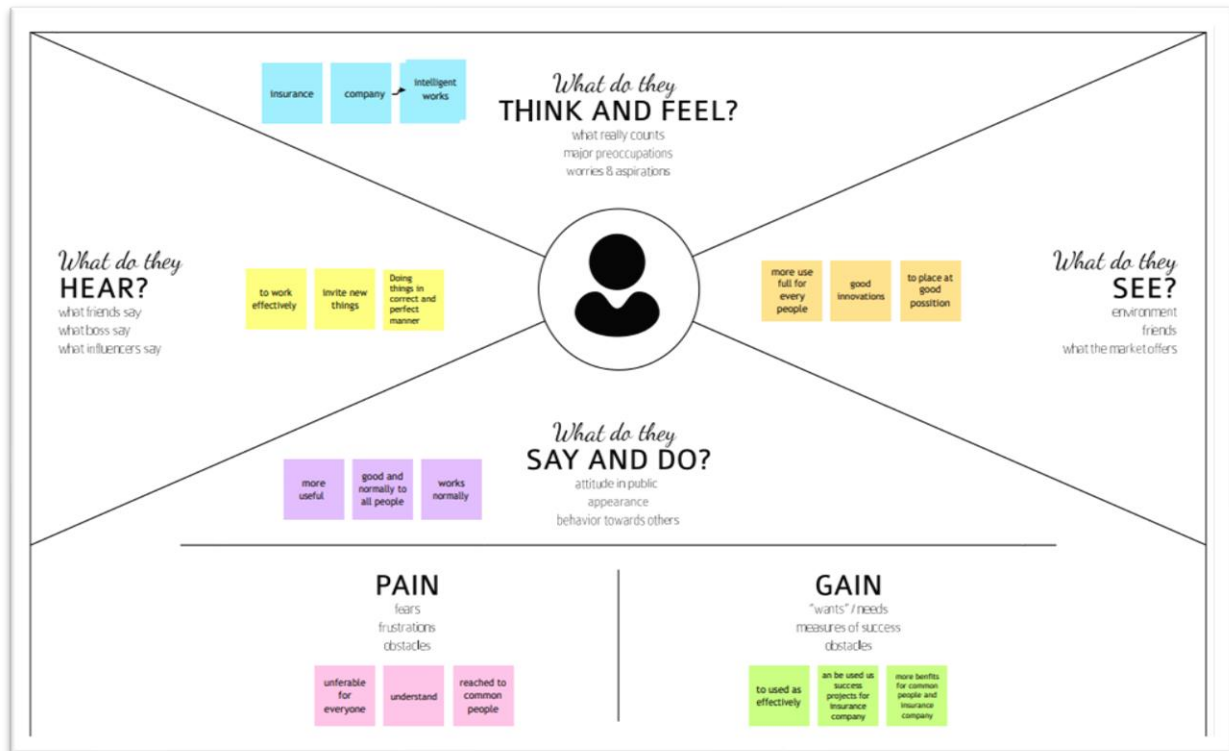 What do they
THINK AND FEEL?
what really counts
major preoccupations
worries & aspirations
insurance
company
intelligent
works
What do they
HEAR?
what friends say
what boss say
what influencers say
to work
effectively
invite new
things
Doing
things in
correct and
perfect
manner
more use
full for
every
people
good
innovations
to place at
good
possition
What do they
SEE?
environment
friends
what the market offers
What do they
SAY AND DO?
attitude in public
appearance
behavior towards others
more
useful
good and
normally to
all people
works
normally
PAIN
fears
frustrations
obstacles
unferable
for
everyone
understand
reached to
common
people
GAIN
"wants" / needs
measures of success
obstacles
to used as
effectively
an be used us
success
projects for
insurance
company
more benfits
for common
people and
insurance
company